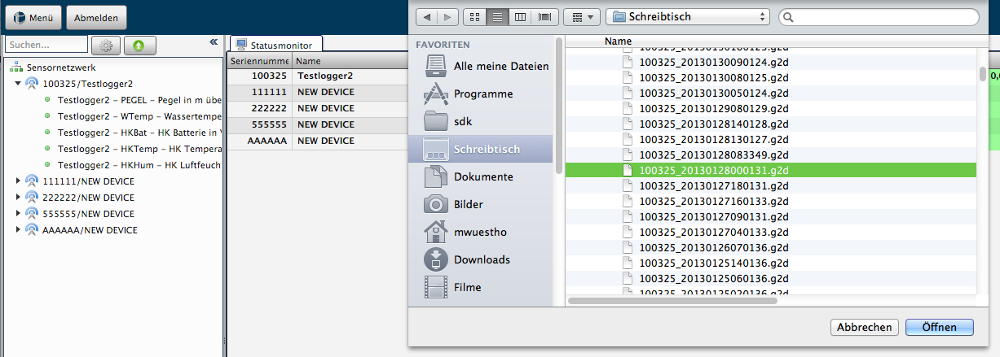 Menü
Abmelden
Suchen...
Sensornetzwerk
100325/Testlogger2
Testlogger2 – PEGEL – Pegel in m übe
Testlogger2 – WTemp – Wassertempe
Testlogger2 – HKBat – HK Batterie in V
Testlogger2 – HKTemp – HK Tempera
Testlogger2 – HKHum – HK Luftfeuch
111111/NEW DEVICE
222222/NEW DEVICE
555555/NEW DEVICE
AAAAAA/NEW DEVICE
Statusmonitor
Seriennumme Name
100325 Testlogger2
111111 NEW DEVICE
222222 NEW DEVICE
555555 NEW DEVICE
AAAAAA NEW DEVICE
Schreibtisch
FAVORITEN
Alle meine Dateien
Programme
sdk
Schreibtisch
Dokumente
Bilder
mwuestho
Downloads
Filme
Name
100325_20130130090124.g2d
100325_20130130080125.g2d
100325_20130130050124.g2d
100325_20130129080129.g2d
100325_20130128140128.g2d
100325_20130128130127.g2d
100325_20130128083349.g2d
100325_20130128000131.g2d
100325_20130127180131.g2d
100325_20130127160133.g2d
100325_20130127090131.g2d
100325_20130127040133.g2d
100325_20130126070136.g2d
100325_20130125140136.g2d
100325_20130125060136.g2d
100325_20130125020136.g2d
Abbrechen
Öffnen